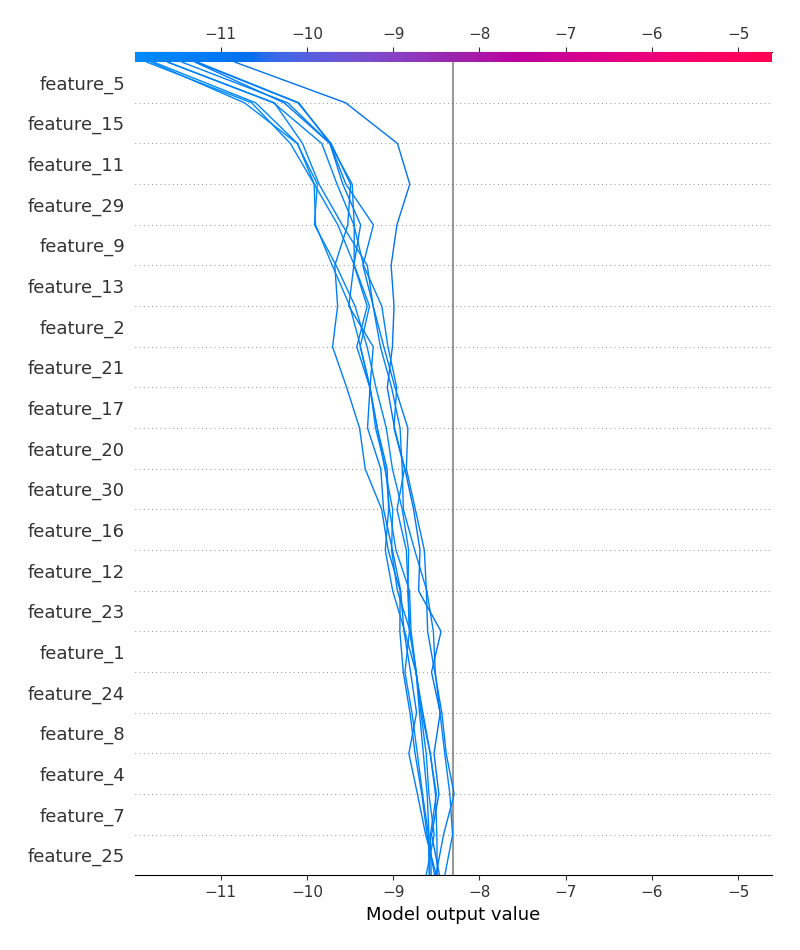 −11 −10 −9 −8 −7 −6 −5
feature_5
feature_15
feature_11
feature_29
feature_9
feature_13
feature_2
feature_21
feature_17
feature_20
feature_30
feature_16
feature_12
feature_23
feature_1
feature_24
feature_8
feature_4
feature_7
feature_25
−11 −10 −9 −8 −7 −6 −5
Model output value